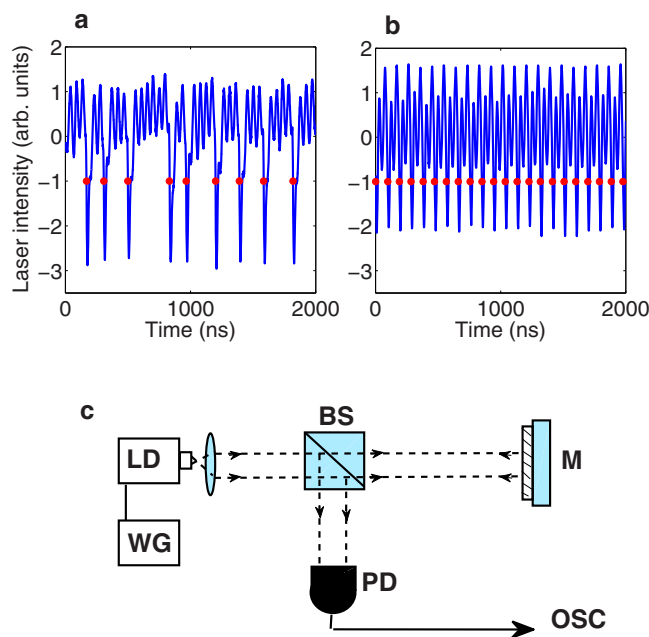 a
b
Laser intensity (arb. units)
2
1
0
−1
−2
−3
0
1000
2000
Time (ns)
2
1
0
−1
−2
−3
0
1000
2000
Time (ns)
c
BS
LD
M
WG
PD
OSC